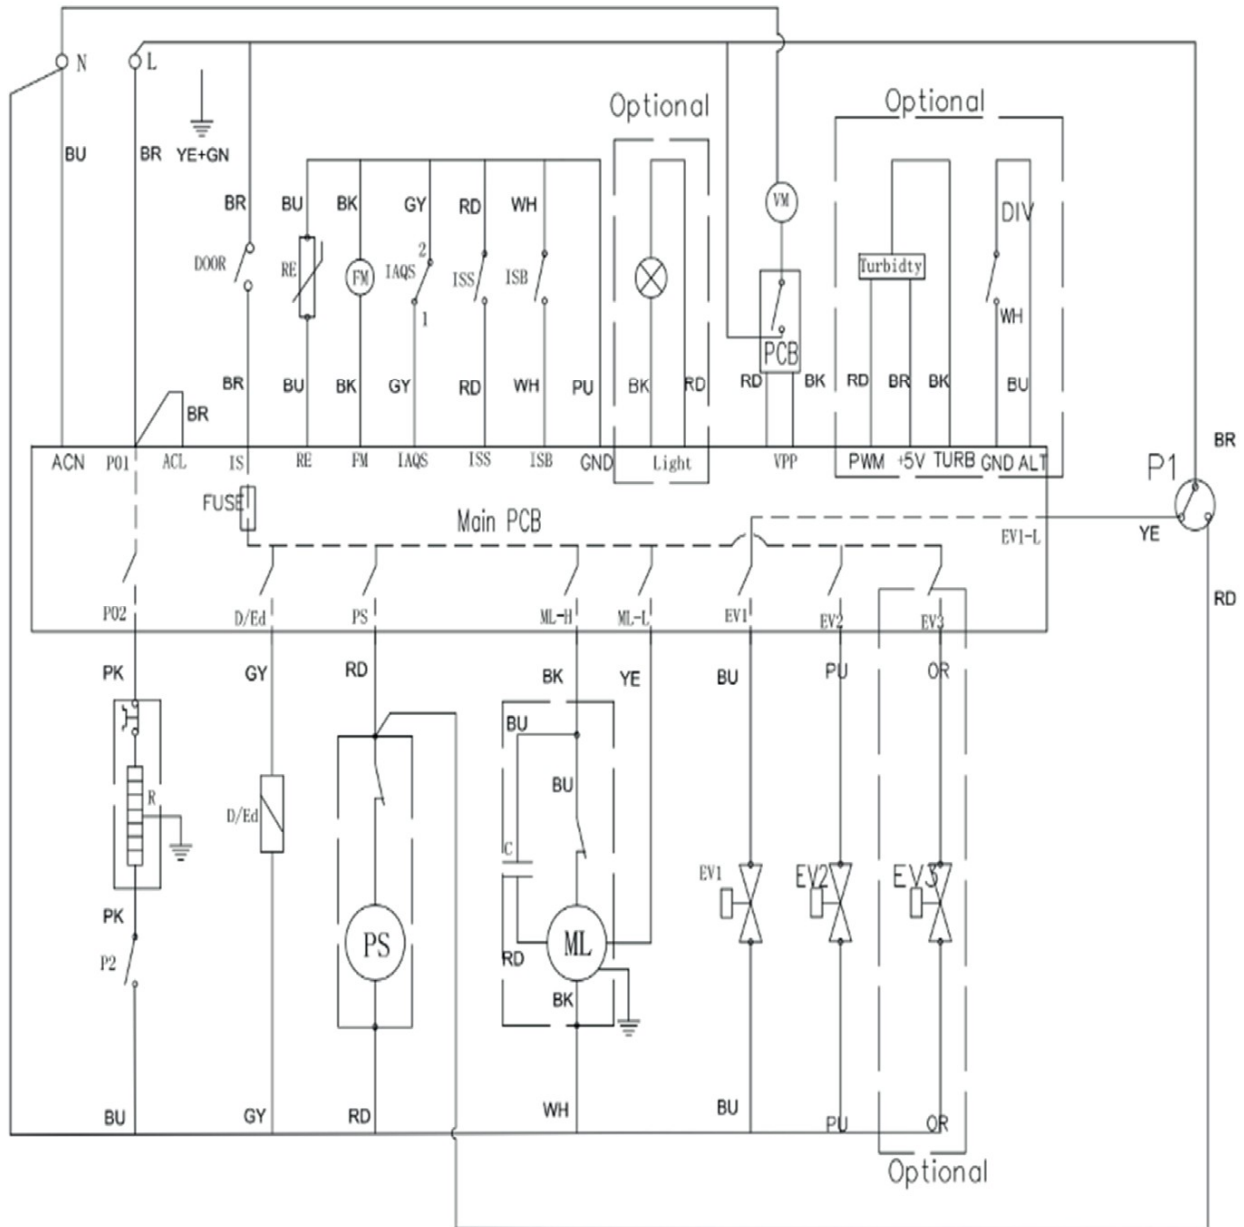 N L
Optional Optional
BU BR YE+GN
BR BU BK GY RD WH VM DIV
DOOR RE FM IAQS 2 ISS ISB Turbidty
1 WH
PCB
BR BU BK GY RD WH PU BK RD RD BK RD BR BK BU
BR
BR
ACN P01 ACL IS RE FM IAQS ISS ISB GND Light VPP PWM +5V TURB GND ALT P1
FUSE Main PCB
EV1-L YE
P02 D/Ed PS ML-H ML-L EV1 EV2 EV3 RD
PK GY RD BK YE BU PU OR
BU
BU
R
D/Ed
C EV1 EV2 EV3
PK
PS ML
P2 RD
BK
BU GY RD WH BU PU OR
Optional